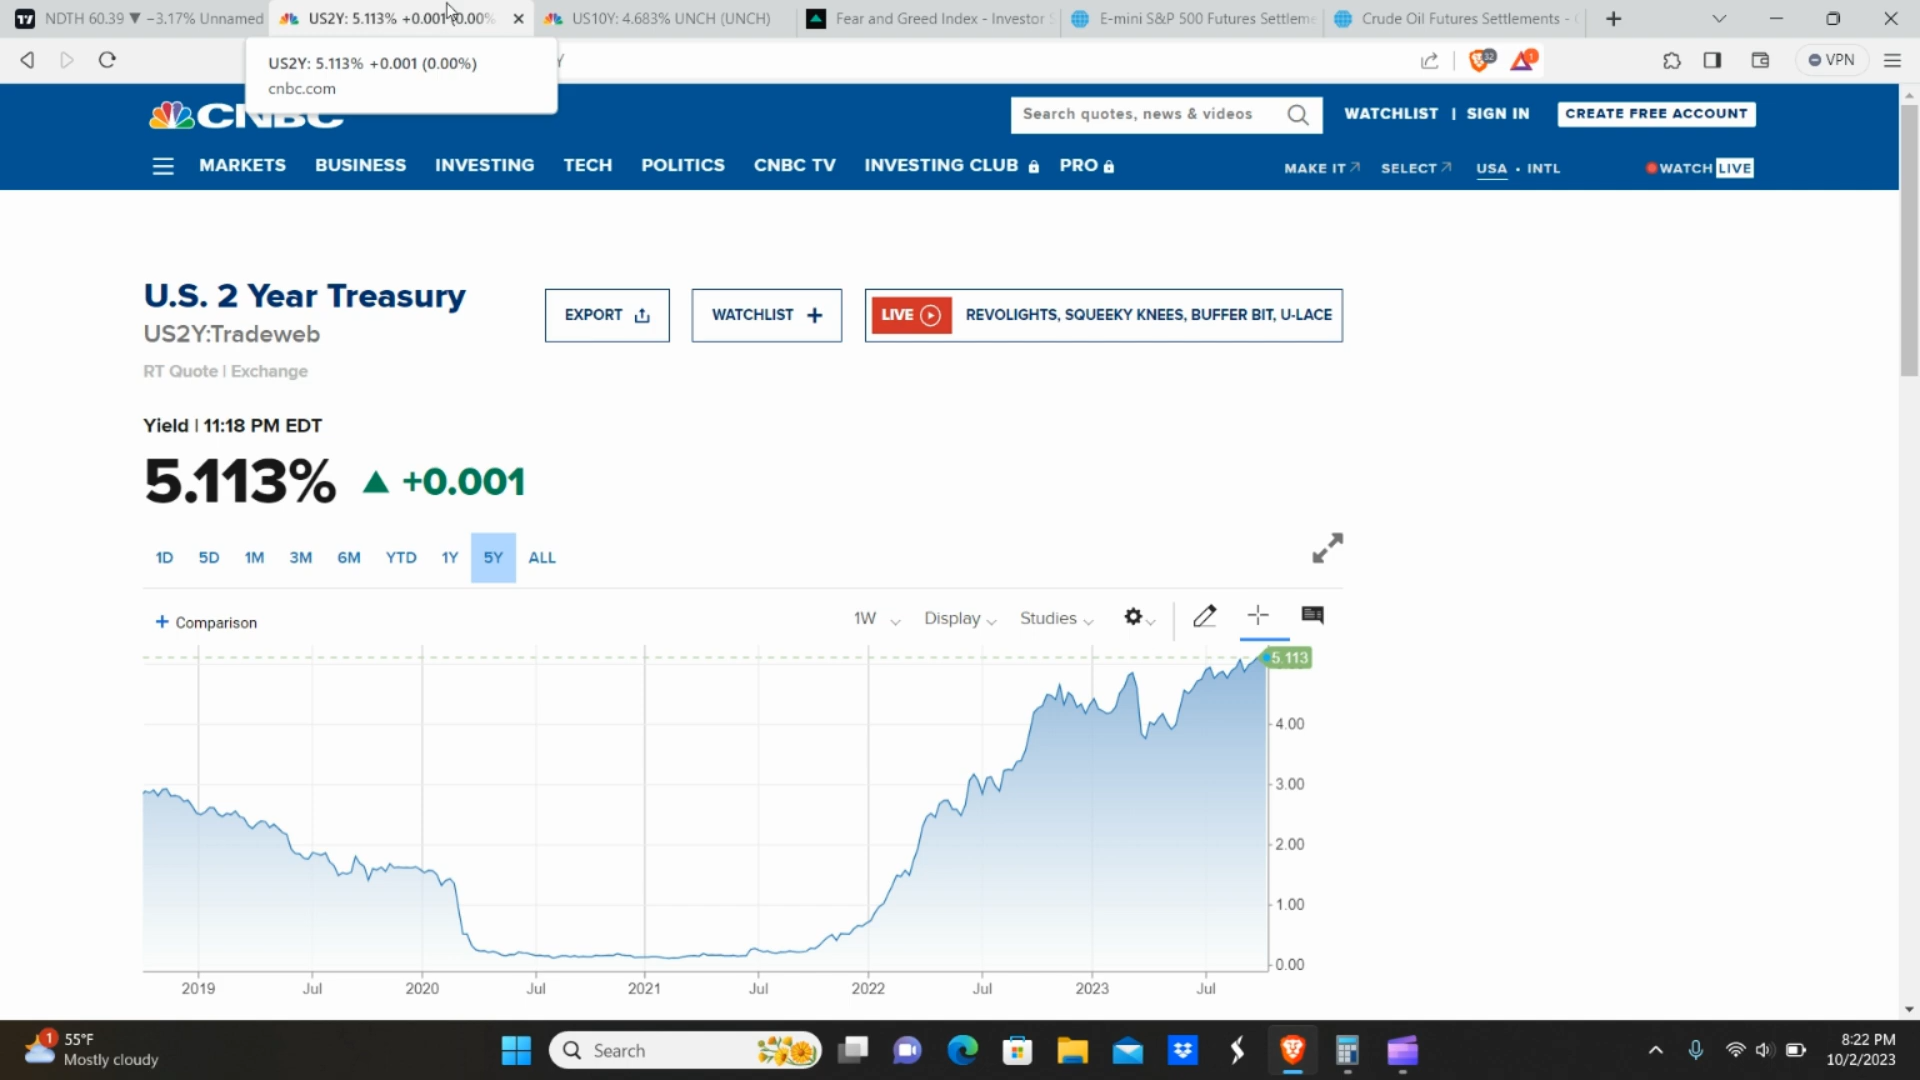 NDTH 60.39 ▼ −3.17% Unnamed
US2Y: 5.113% +0.001 (0.00%
US10Y: 4.683% UNCH (UNCH)
Fear and Greed Index - Investor S
E-mini S&P 500 Futures Settleme
Crude Oil Futures Settlements -
US2Y: 5.113% +0.001 (0.00%)
cnbc.com
32
1
VPN
CNBC
Search quotes, news & videos
WATCHLIST | SIGN IN
CREATE FREE ACCOUNT
MARKETS BUSINESS INVESTING TECH POLITICS CNBC TV INVESTING CLUB PRO
MAKE IT SELECT USA • INTL
WATCH LIVE
U.S. 2 Year Treasury
US2Y:Tradeweb
RT Quote | Exchange
EXPORT
WATCHLIST +
LIVE
REVOLIGHTS, SQUEEKY KNEES, BUFFER BIT, U-LACE
Yield | 11:18 PM EDT
5.113% ▲ +0.001
1D 5D 1M 3M 6M YTD 1Y 5Y ALL
+ Comparison
1W Display Studies
5.113
4.00
3.00
2.00
1.00
0.00
2019 Jul 2020 Jul 2021 Jul 2022 Jul 2023 Jul
1
55°F
Mostly cloudy
Search
8:22 PM
10/2/2023